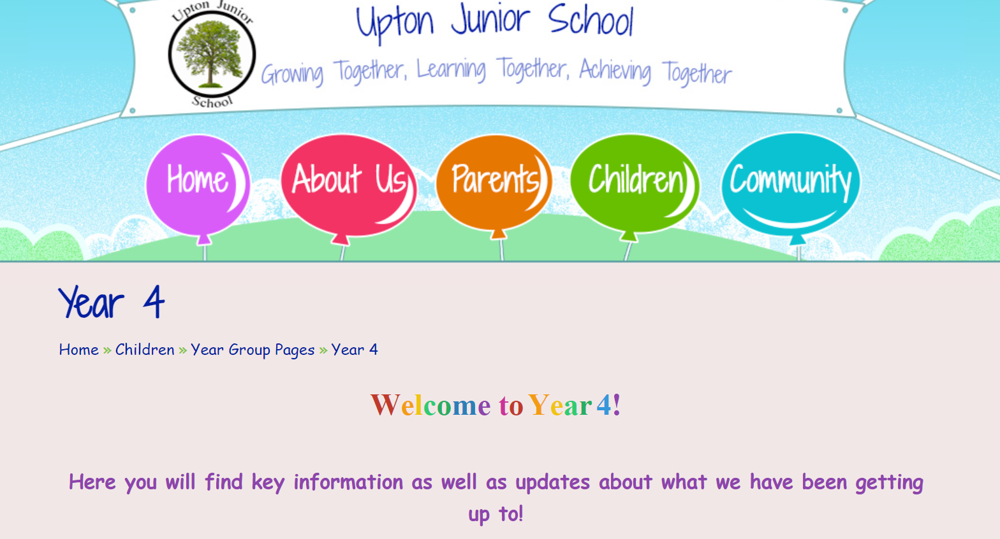 Upton Junior
School
Upton Junior School
Growing Together, Learning Together, Achieving Together
Home
About Us
Parents
Children
Community
Year 4
Home » Children » Year Group Pages » Year 4
Welcome to Year 4!
Here you will find key information as well as updates about what we have been getting
up to!